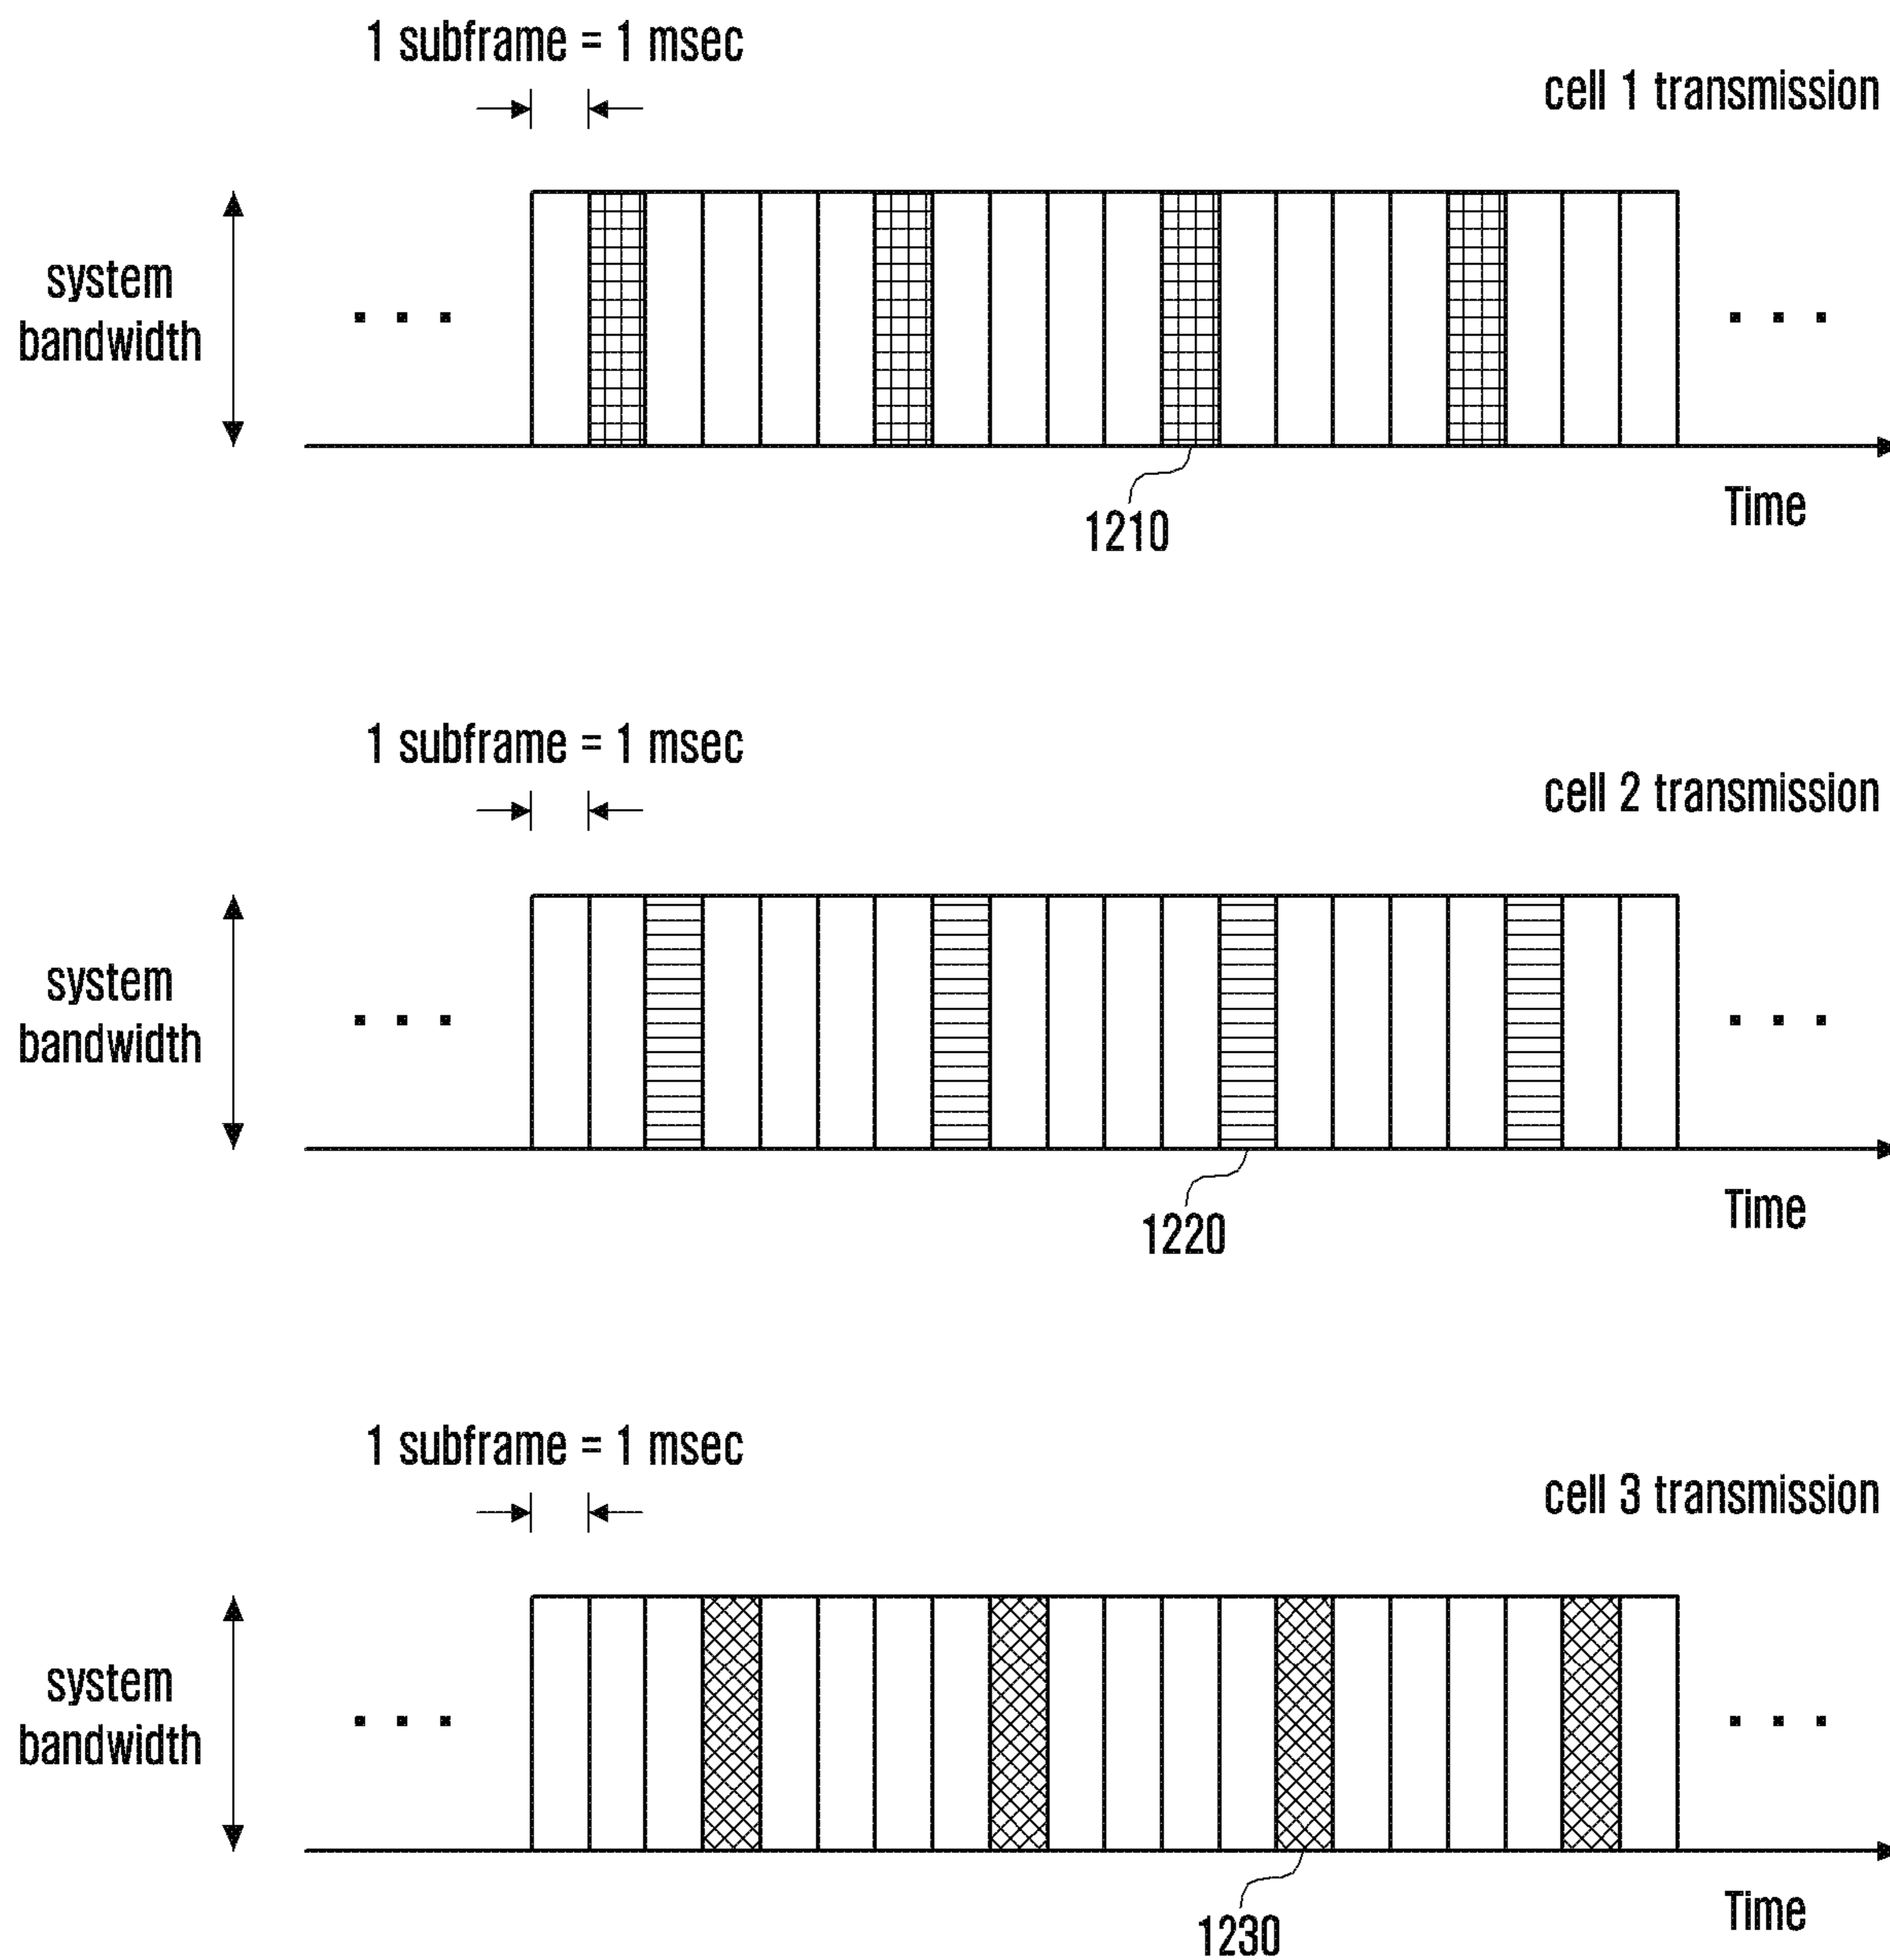 1 subframe = 1 msec
cell 1 transmission
system
bandwidth
. . .
. . .
1210
Time
1 subframe = 1 msec
cell 2 transmission
system
bandwidth
. . .
. . .
1220
Time
1 subframe = 1 msec
cell 3 transmission
system
bandwidth
. . .
. . .
1230
Time